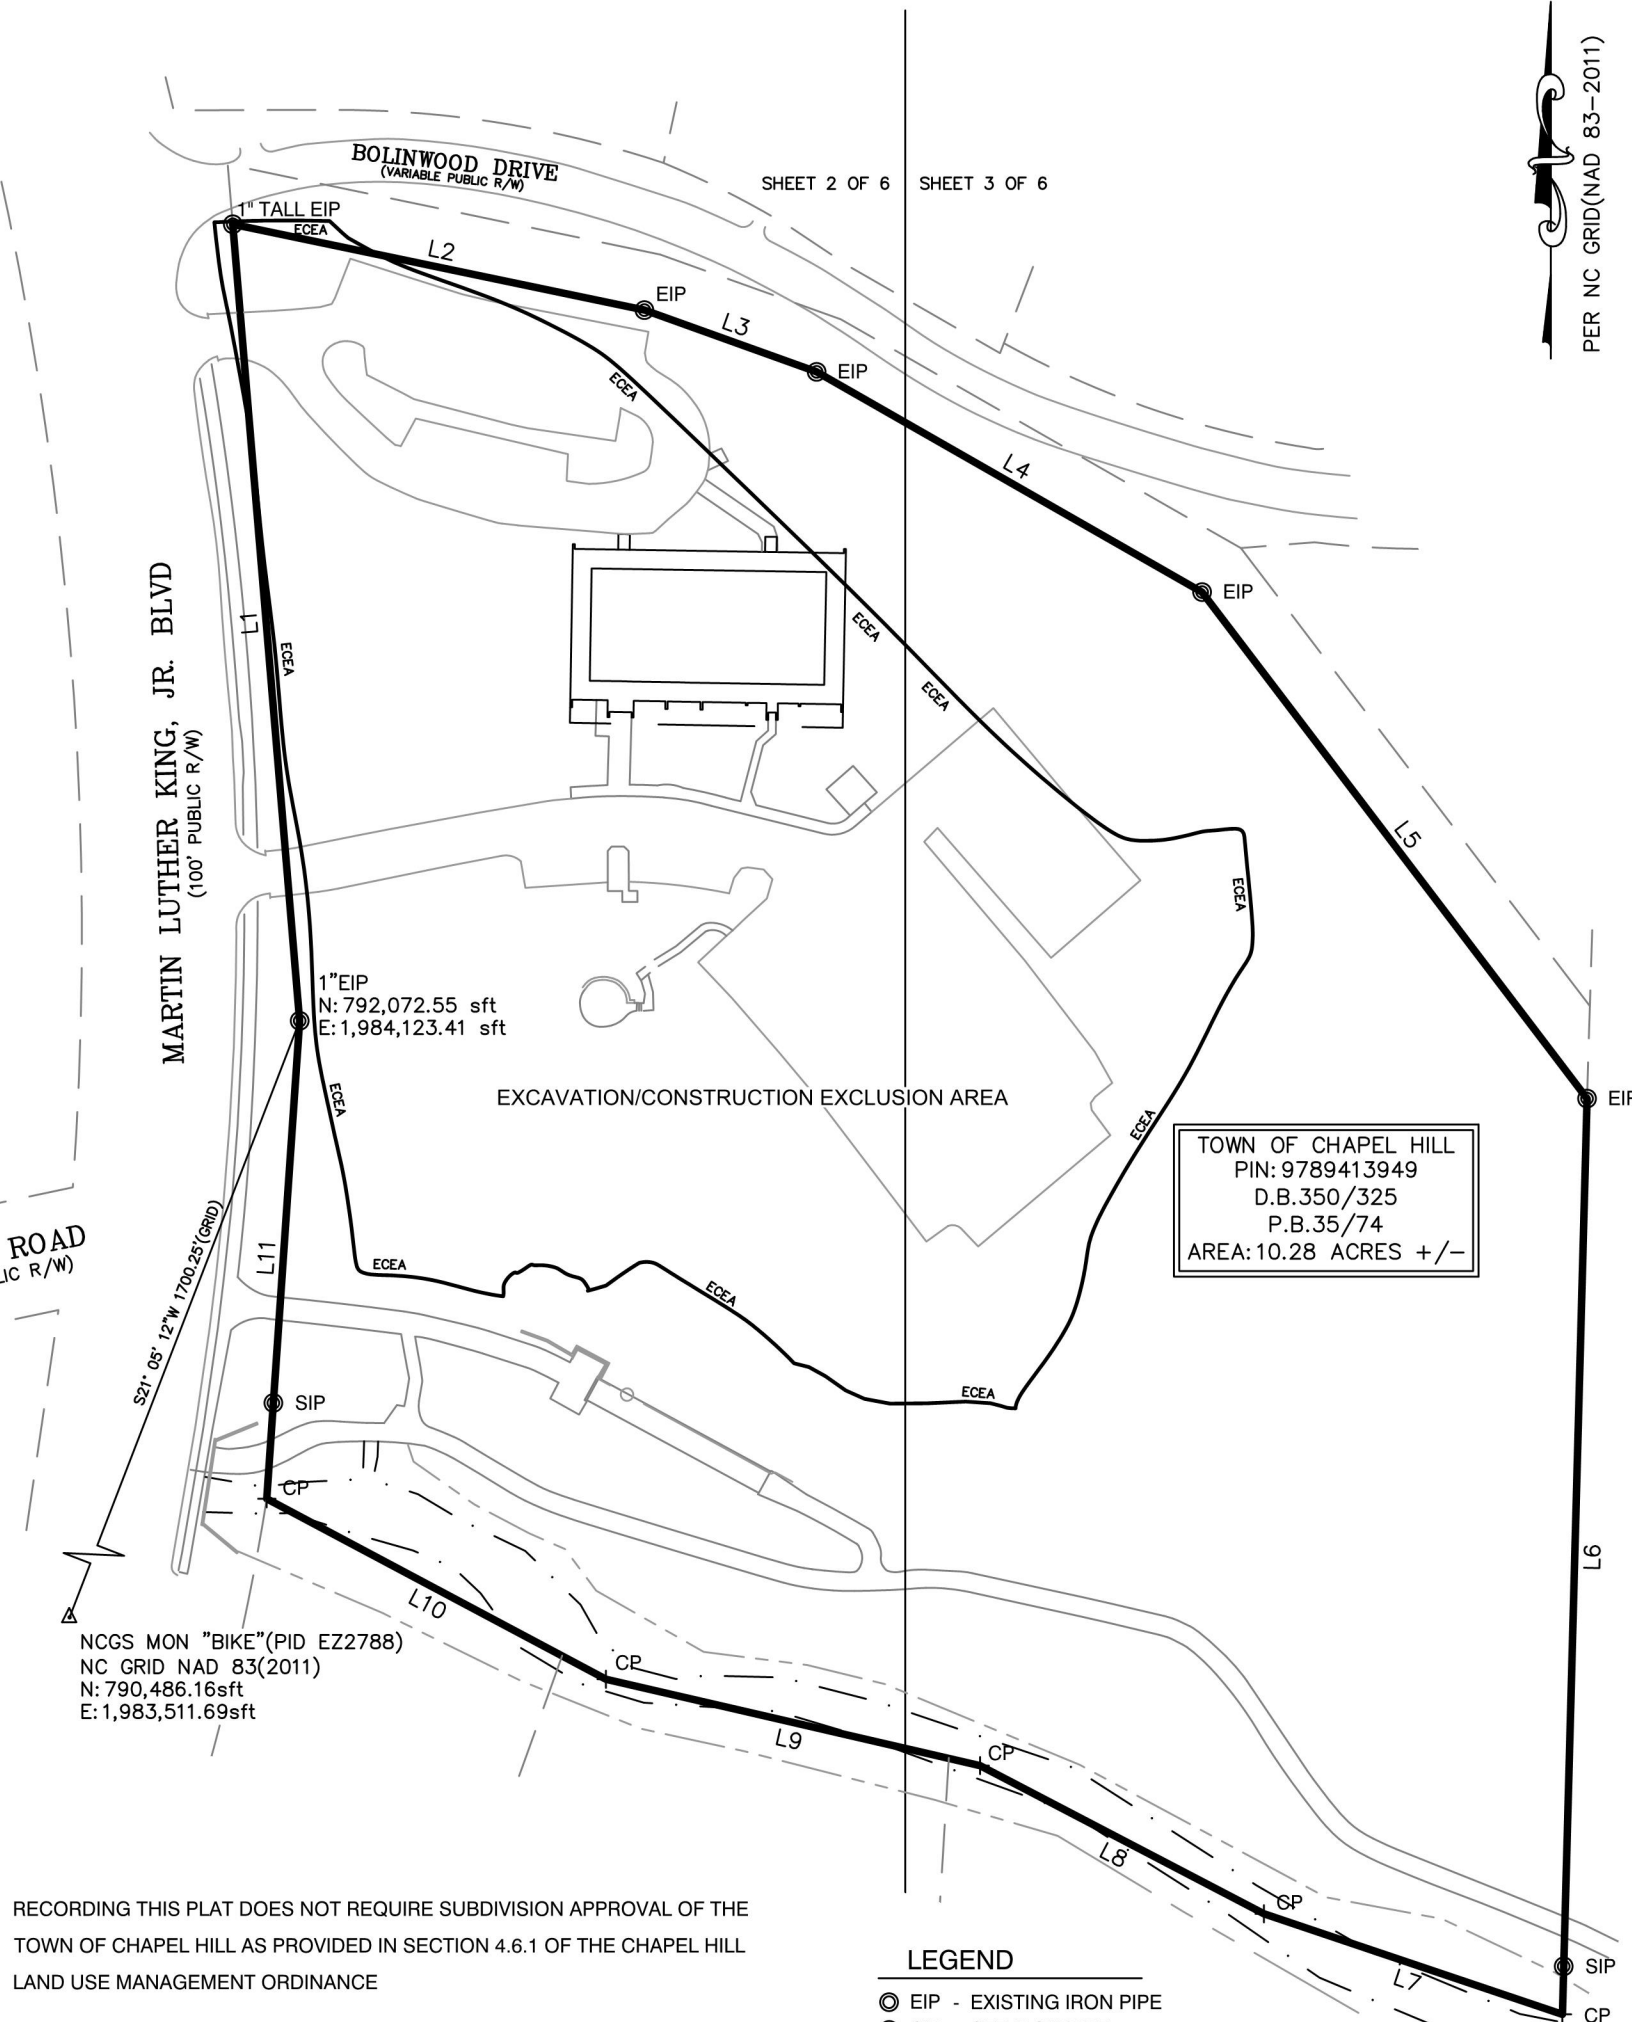 PER NC GRID(NAD 83-2011)
BOLINWOOD DRIVE
(VARIABLE PUBLIC R/W)
SHEET 2 OF 6
SHEET 3 OF 6
1" TALL EIP
ECEA
L2
EIP
L3
EIP
ECEA
L4
EIP
L1
ECEA
ECEA
ECEA
MARTIN LUTHER KING, JR. BLVD
(100' PUBLIC R/W)
L5
ECEA
1"EIP
N: 792,072.55 sft
E: 1,984,123.41 sft
ECEA
EXCAVATION/CONSTRUCTION EXCLUSION AREA
ECEA
EIP
TOWN OF CHAPEL HILL
PIN: 9789413949
D.B.350/325
P.B.35/74
AREA: 10.28 ACRES +/-
ROAD
LIC R/W)
L11
S21° 05' 12"W 1700.25'(GRID)
ECEA
ECEA
ECEA
SIP
CP
L6
L10
NCGS MON "BIKE"(PID EZ2788)
NC GRID NAD 83(2011)
N: 790,486.16sft
E: 1,983,511.69sft
CP
L9
CP
L8
CP
L7
SIP
CP
RECORDING THIS PLAT DOES NOT REQUIRE SUBDIVISION APPROVAL OF THE
TOWN OF CHAPEL HILL AS PROVIDED IN SECTION 4.6.1 OF THE CHAPEL HILL
LAND USE MANAGEMENT ORDINANCE
LEGEND
EIP - EXISTING IRON PIPE